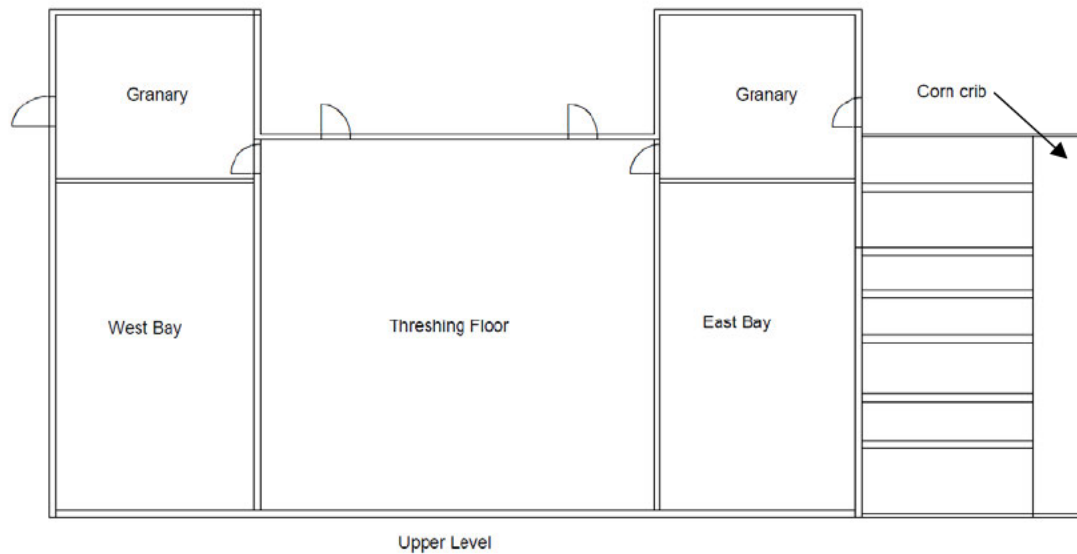 Granary
Granary
Corn crib
West Bay
Threshing Floor
East Bay
Upper Level